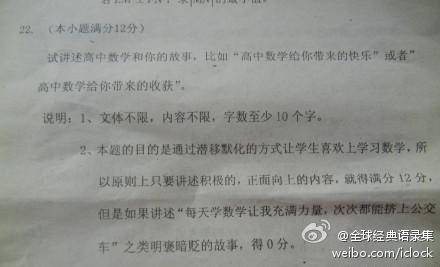 22. （本小题满分12分）
试讲述高中数学和你的故事，比如“高中数学给你带来的快乐”或者”
高中数学给你带来的收获”。
说明：1、文体不限，内容不限，字数至少 10 个字。
2、本题的目的是通过潜移默化的方式让学生喜欢上学习数学，所
以原则上只要讲述积极的，正面向上的内容，就得满分 12 分，
但是如果讲述“每天学数学让我充满力量，次次都能挤上公交
车”之类明褒暗贬的故事，得 0 分。
@全球经典语录集
weibo.com/iclock